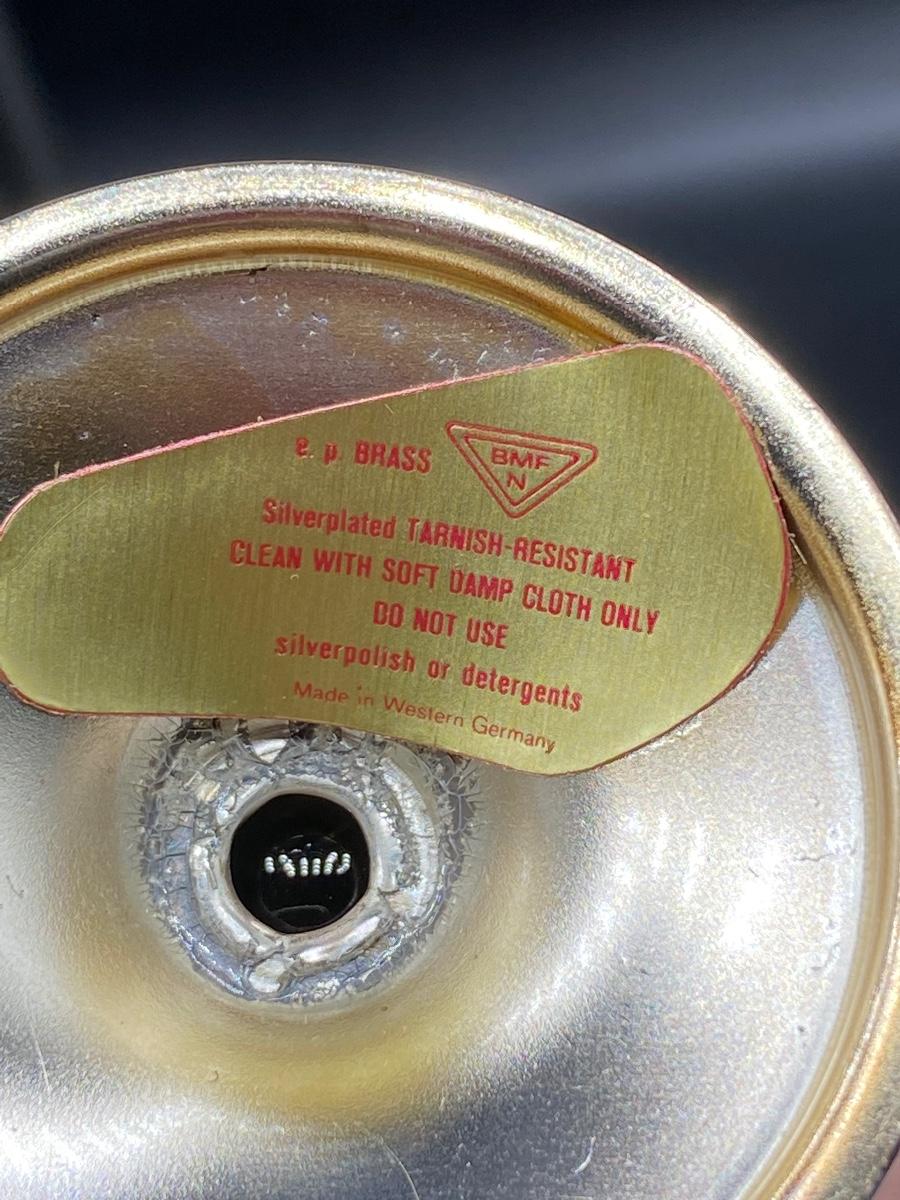 e. p. BRASS
BMF
N
Silverplated TARNISH-RESISTANT
CLEAN WITH SOFT DAMP CLOTH ONLY
DO NOT USE
silverpolish or detergents
Made in Western Germany